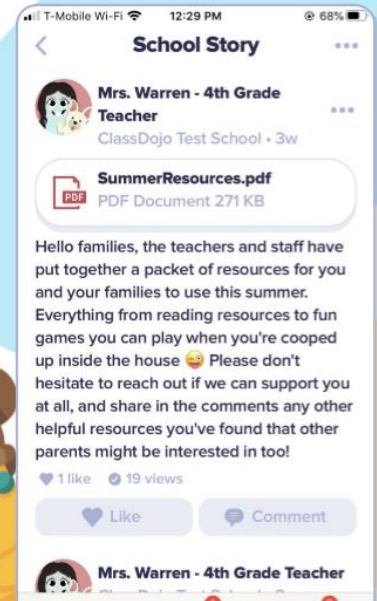 T-Mobile Wi-Fi 12:29 PM 68%
School Story
Mrs. Warren - 4th Grade
Teacher
ClassDojo Test School • 3w
SummerResources.pdf
PDF
PDF Document 271 KB
Hello families, the teachers and staff have
put together a packet of resources for you
and your families to use this summer.
Everything from reading resources to fun
games you can play when you're cooped
up inside the house 😜 Please don't
hesitate to reach out if we can support you
at all, and share in the comments any other
helpful resources you've found that other
parents might be interested in too!
1 like 19 views
Like Comment
Mrs. Warren - 4th Grade Teacher